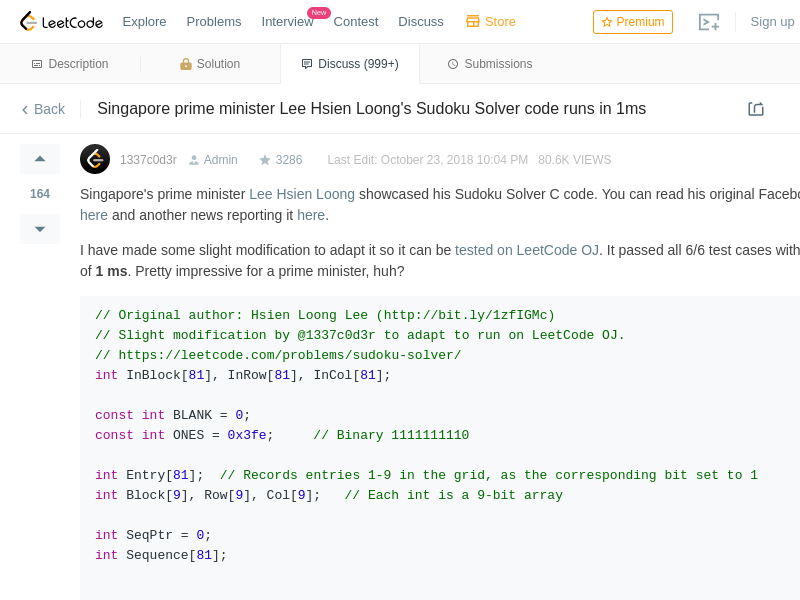 LeetCode Explore Problems Interview New Contest Discuss Store Premium Sign up
Description Solution Discuss (999+) Submissions
Back Singapore prime minister Lee Hsien Loong's Sudoku Solver code runs in 1ms
1337c0d3r Admin 3286 Last Edit: October 23, 2018 10:04 PM 80.6K VIEWS
164
Singapore's prime minister Lee Hsien Loong showcased his Sudoku Solver C code. You can read his original Facebo
here and another news reporting it here.
I have made some slight modification to adapt it so it can be tested on LeetCode OJ. It passed all 6/6 test cases with
of 1 ms. Pretty impressive for a prime minister, huh?
// Original author: Hsien Loong Lee (http://bit.ly/1zfIGMc)
// Slight modification by @1337c0d3r to adapt to run on LeetCode OJ.
// https://leetcode.com/problems/sudoku-solver/
int InBlock[81], InRow[81], InCol[81];
const int BLANK = 0;
const int ONES = 0x3fe;     // Binary 1111111110
int Entry[81];  // Records entries 1-9 in the grid, as the corresponding bit set to 1
int Block[9], Row[9], Col[9];   // Each int is a 9-bit array
int SeqPtr = 0;
int Sequence[81];